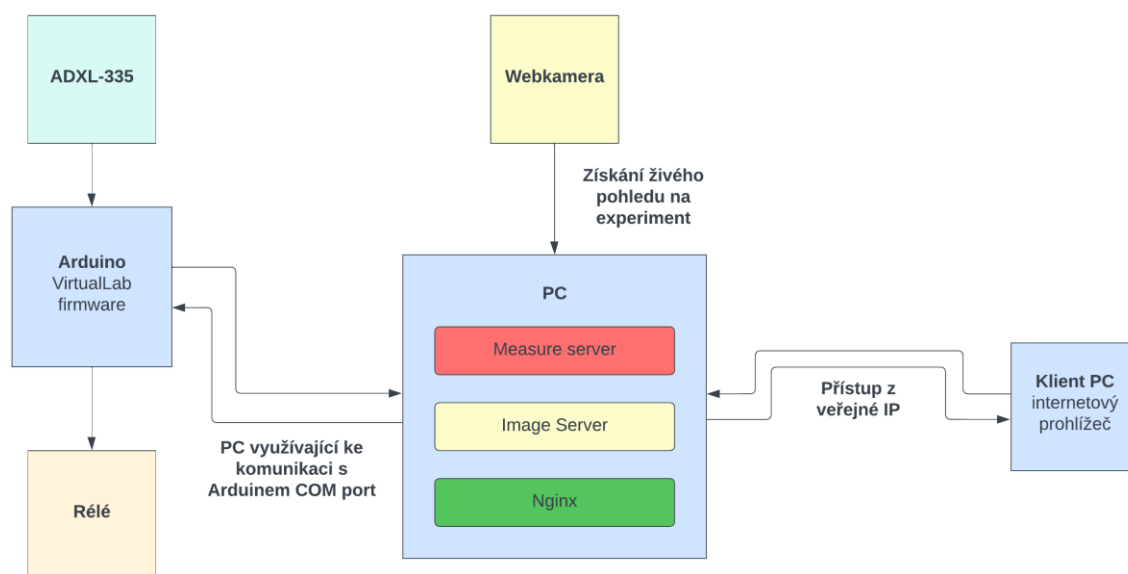 ADXL-335
Webkamera
Získání živého
pohledu na
experiment
Arduino
VirtualLab
firmware
PC
Measure server
Image Server
Nginx
Přístup z
veřejné IP
Klient PC
internetový
prohlížeč
PC využívající ke
komunikaci s
Arduinem COM port
Rélé